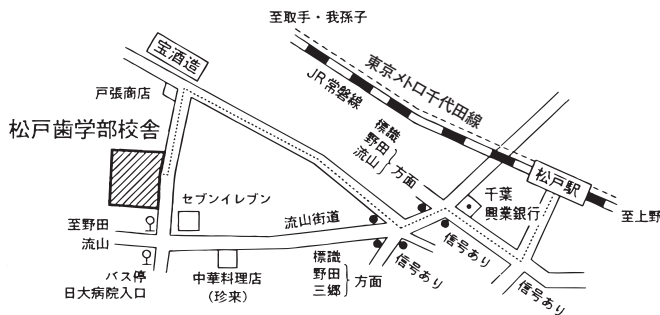 至取手・我孫子
宝酒造
東京メトロ千代田線
JR常磐線
戸張商店
松戸歯学部校舎
標識
野田
流山
方面
松戸駅
千葉
興業銀行
至上野
セブンイレブン
流山街道
至野田
流山
信号あり
信号あり
信号あり
バス停
日大病院入口
中華料理店
(珍来)
標識
野田
三郷
方面